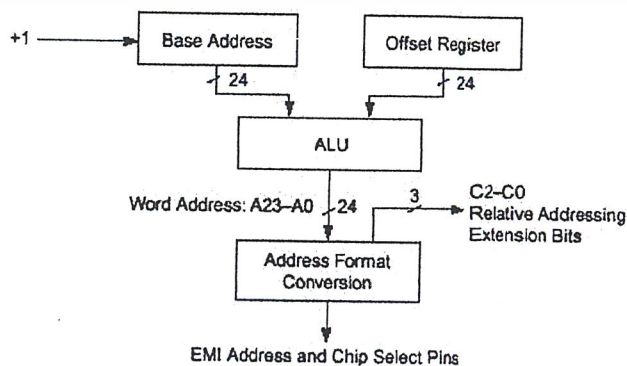 +1
Base Address
Offset Register
24
24
ALU
Word Address: A23–A0
24
3
C2–C0
Relative Addressing
Extension Bits
Address Format
Conversion
EMI Address and Chip Select Pins